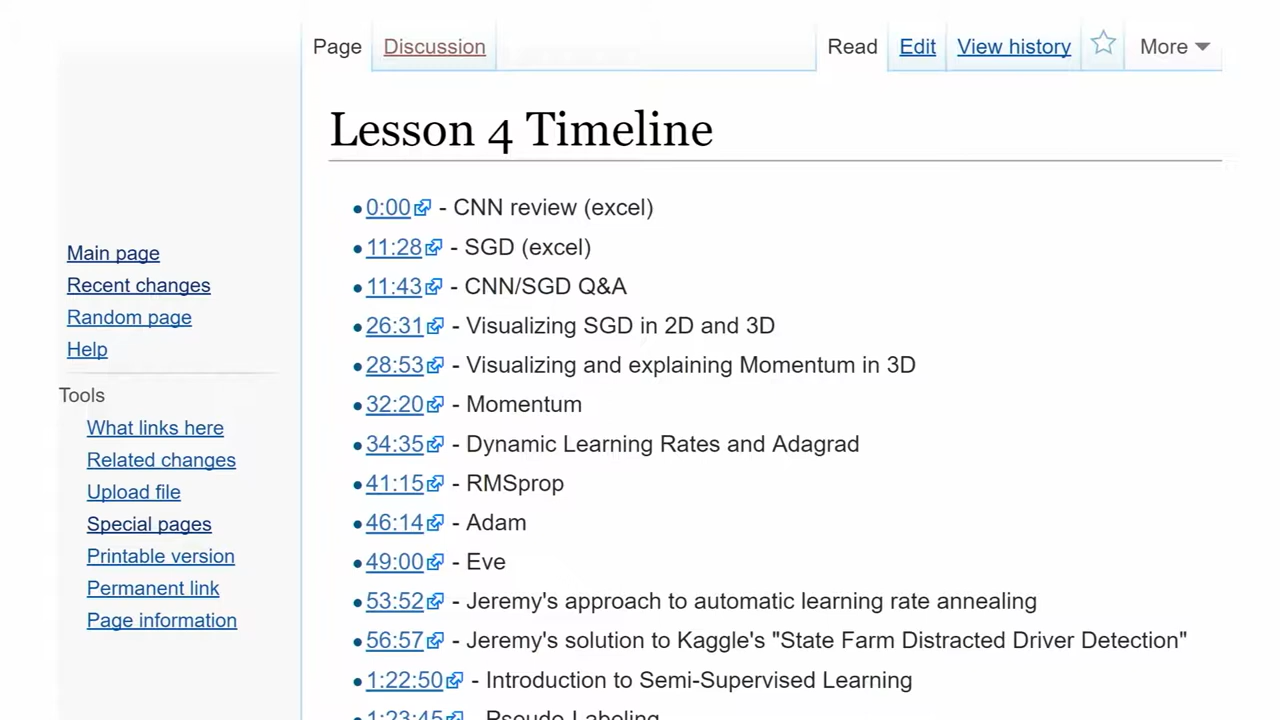 Page Discussion Read Edit View history More
Lesson 4 Timeline
0:00 - CNN review (excel)
11:28 - SGD (excel)
11:43 - CNN/SGD Q&A
26:31 - Visualizing SGD in 2D and 3D
28:53 - Visualizing and explaining Momentum in 3D
32:20 - Momentum
34:35 - Dynamic Learning Rates and Adagrad
41:15 - RMSprop
46:14 - Adam
49:00 - Eve
53:52 - Jeremy's approach to automatic learning rate annealing
56:57 - Jeremy's solution to Kaggle's "State Farm Distracted Driver Detection"
1:22:50 - Introduction to Semi-Supervised Learning
1:23:45 - Pseudo-Labeling
Main page
Recent changes
Random page
Help
Tools
What links here
Related changes
Upload file
Special pages
Printable version
Permanent link
Page information